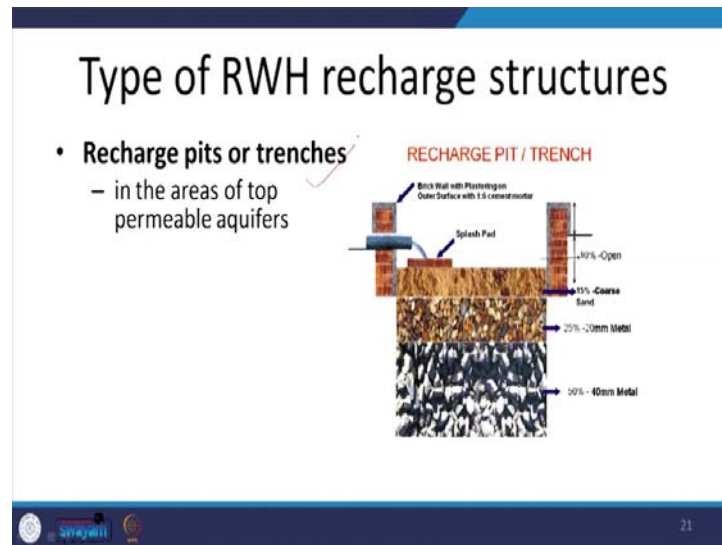 Type of RWH recharge structures
• Recharge pits or trenches
– in the areas of top
permeable aquifers
RECHARGE PIT / TRENCH
Brick Wall with Plastering on
Outer Surface with 1:6 cement mortar
Splash Pad
10% -Open
15% -Coarse
Sand
25% -20mm Metal
50% - 40mm Metal
swayam
21